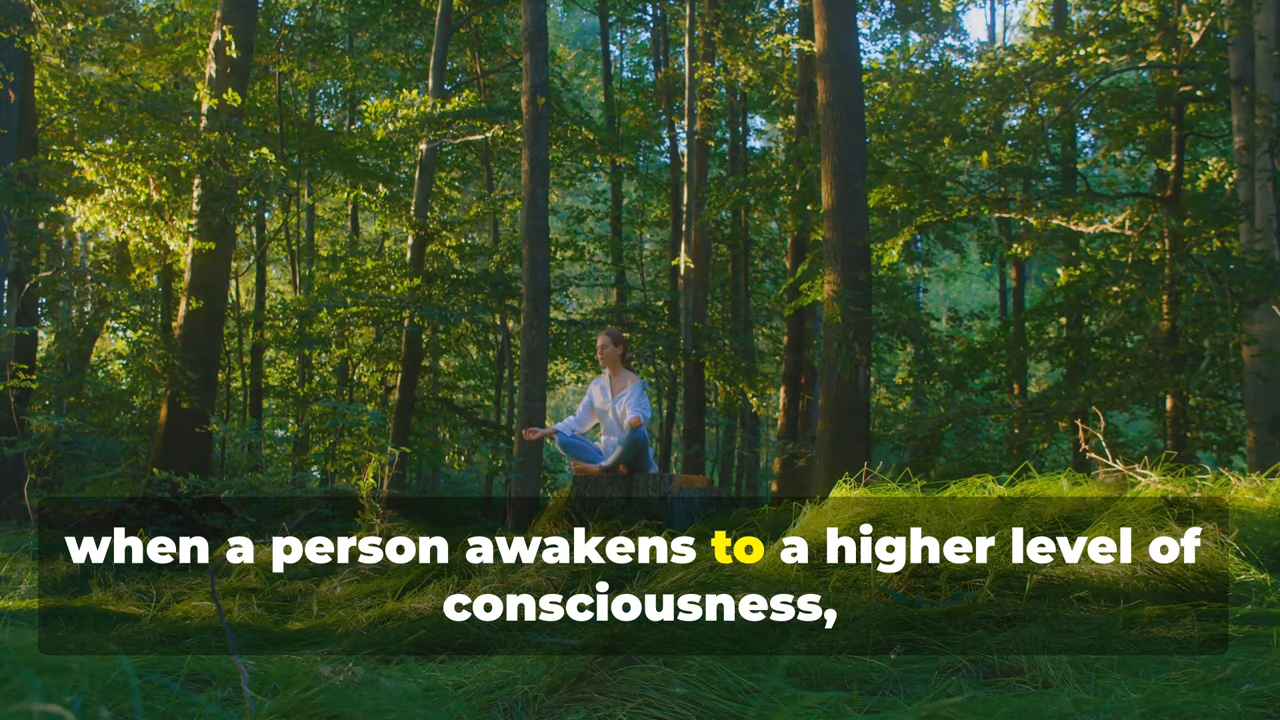 when a person awakens to a higher level of
consciousness,